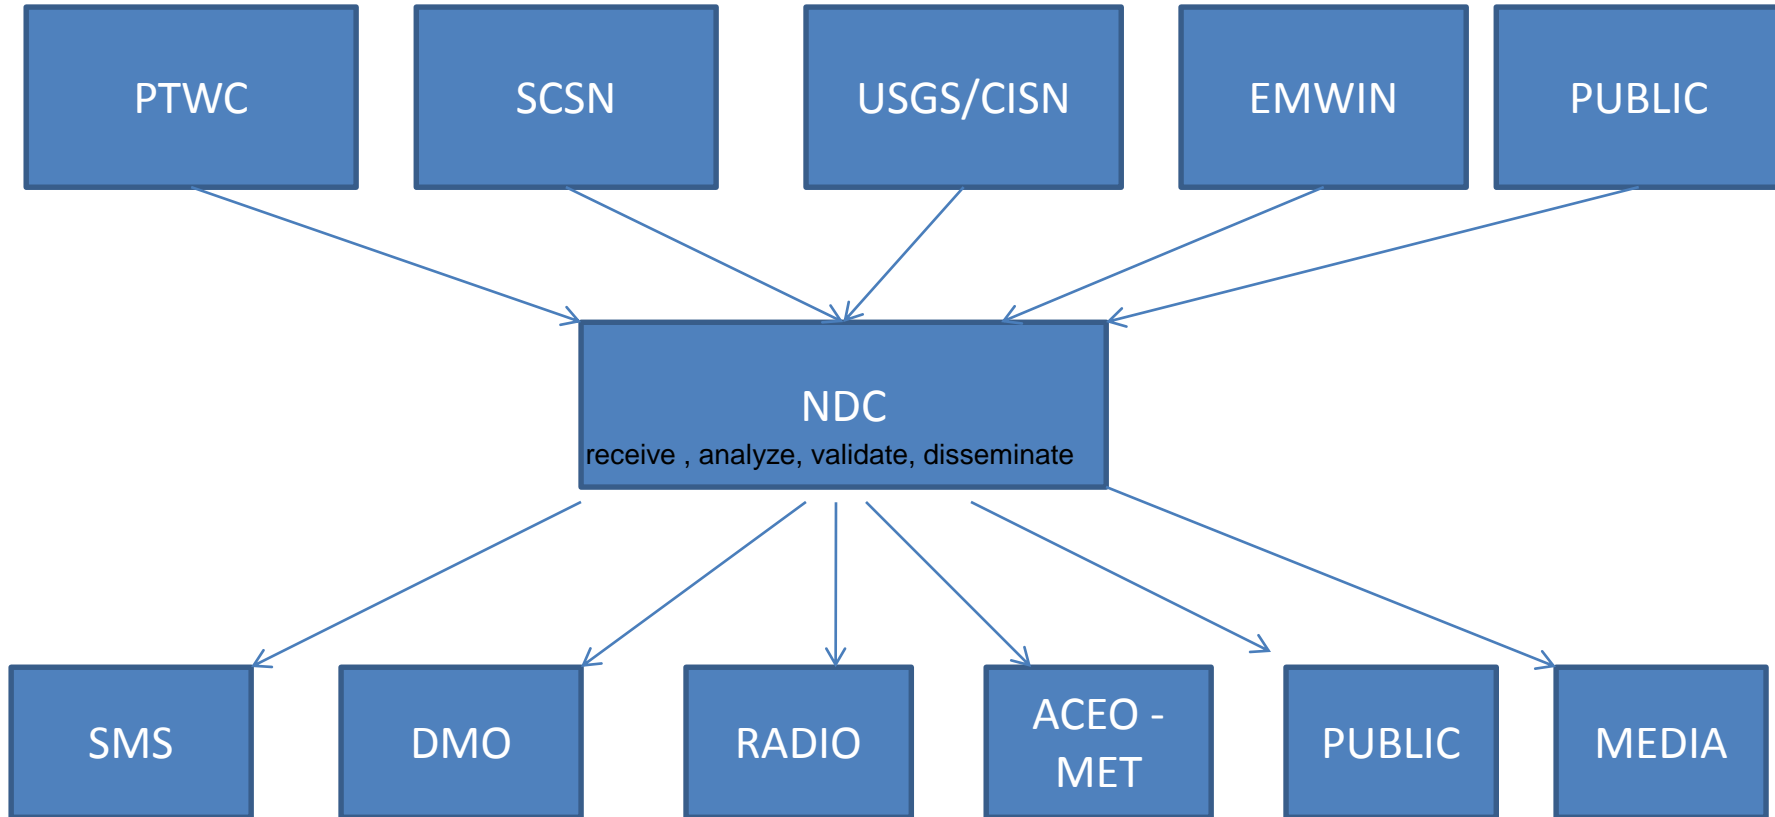 PTWC
SCSN
USGS/CISN
EMWIN
PUBLIC
NDC
receive , analyze, validate, disseminate
SMS
DMO
RADIO
ACEO -
MET
PUBLIC
MEDIA